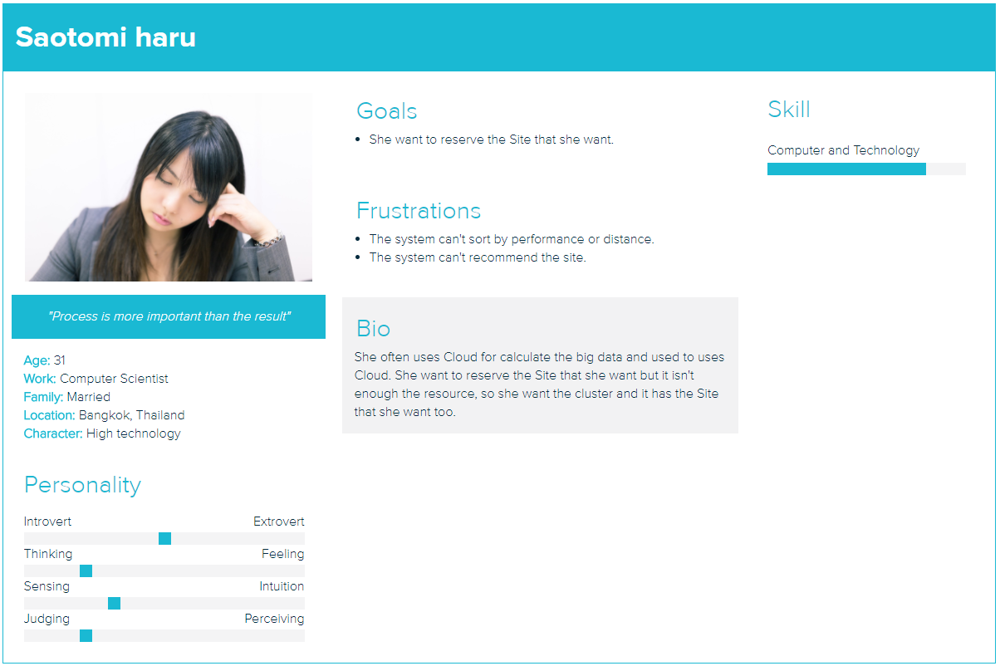 Saotomi haru
"Process is more important than the result"
Age: 31
Work: Computer Scientist
Family: Married
Location: Bangkok, Thailand
Character: High technology
Personality
Introvert Extrovert
Thinking Feeling
Sensing Intuition
Judging Perceiving
Goals
She want to reserve the Site that she want.
Frustrations
The system can't sort by performance or distance.
The system can't recommend the site.
Bio
She often uses Cloud for calculate the big data and used to uses
Cloud. She want to reserve the Site that she want but it isn't
enough the resource, so she want the cluster and it has the Site
that she want too.
Skill
Computer and Technology